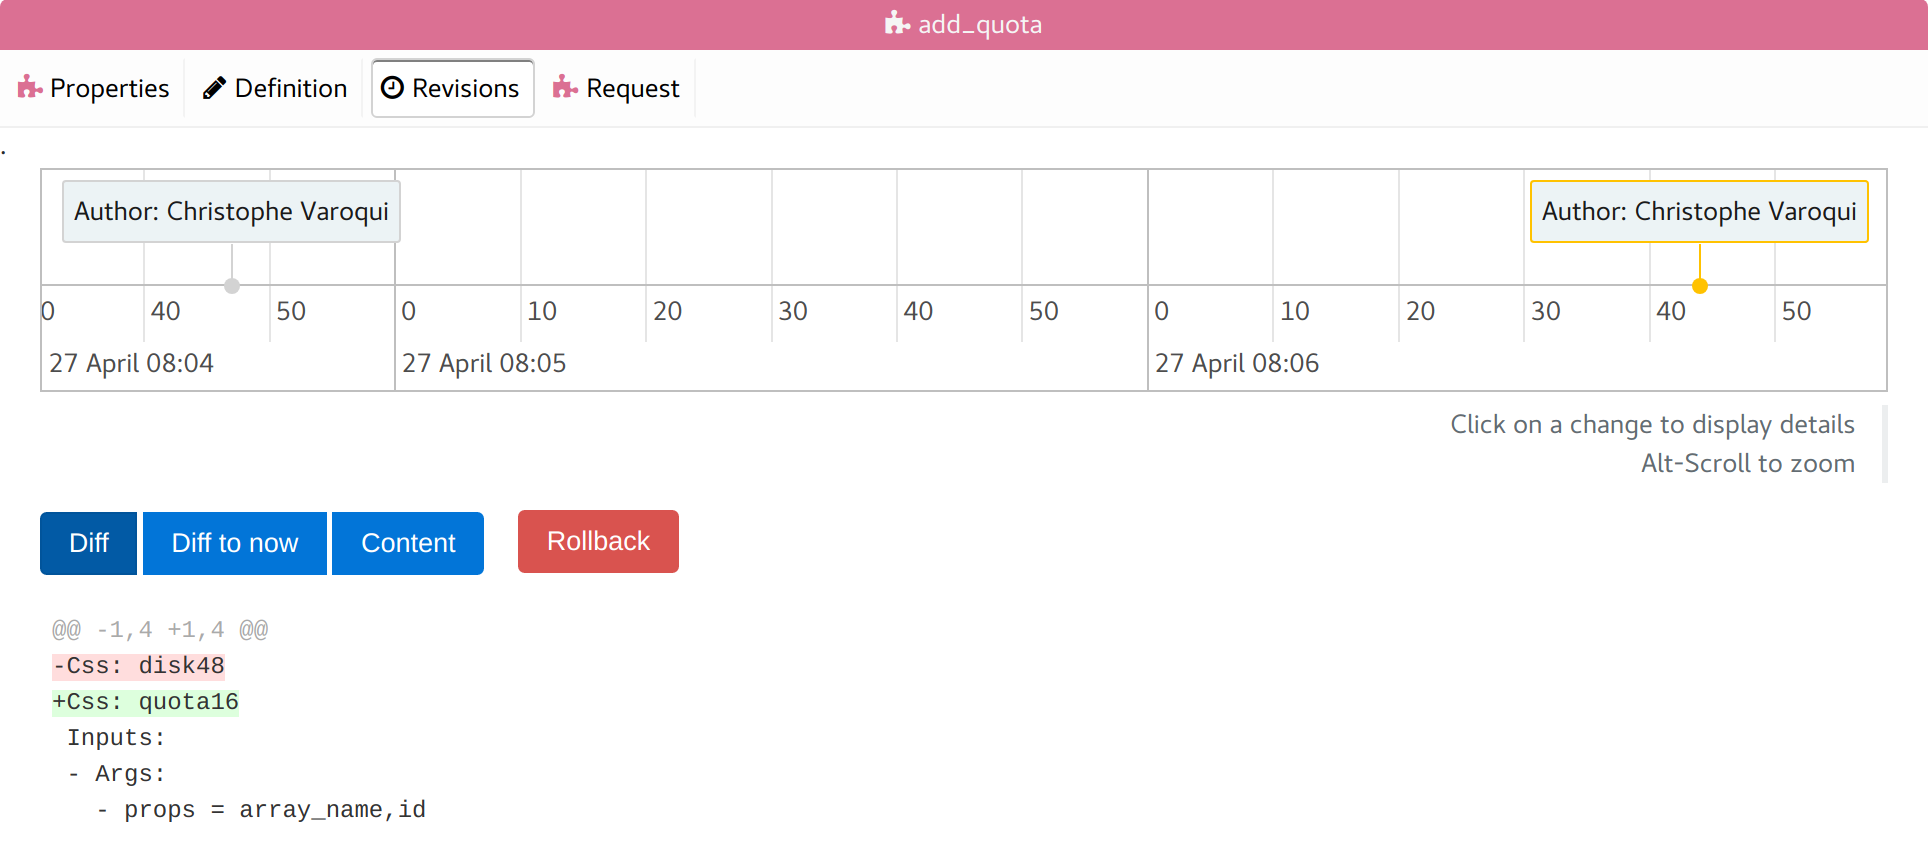 add_quota
Properties Definition Revisions Request
.
Author: Christophe Varoqui Author: Christophe Varoqui
0 40 50 0 10 20 30 40 50 0 10 20 30 40 50
27 April 08:04 27 April 08:05 27 April 08:06
Click on a change to display details
Alt-Scroll to zoom
Diff Diff to now Content Rollback
@@ -1,4 +1,4 @@
-Css: disk48
+Css: quota16
 Inputs:
 - Args:
   - props = array_name,id